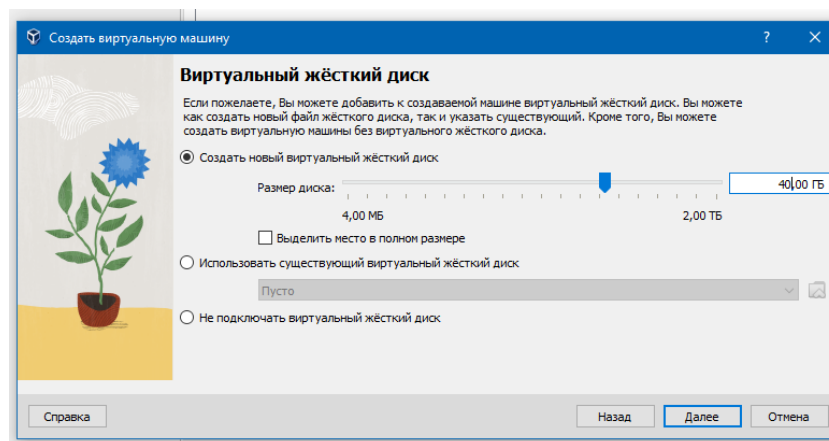 Создать виртуальную машину
Виртуальный жёсткий диск
Если пожелаете, Вы можете добавить к создаваемой машине виртуальный жёсткий диск. Вы можете
как создать новый файл жёсткого диска, так и указать существующий. Кроме того, Вы можете
создать виртуальную машины без виртуального жёсткого диска.
Создать новый виртуальный жёсткий диск
Размер диска: 40,00 ГБ
4,00 МБ 2,00 ТБ
Выделить место в полном размере
Использовать существующий виртуальный жёсткий диск
Пусто
Не подключать виртуальный жёсткий диск
Справка Назад Далее Отмена